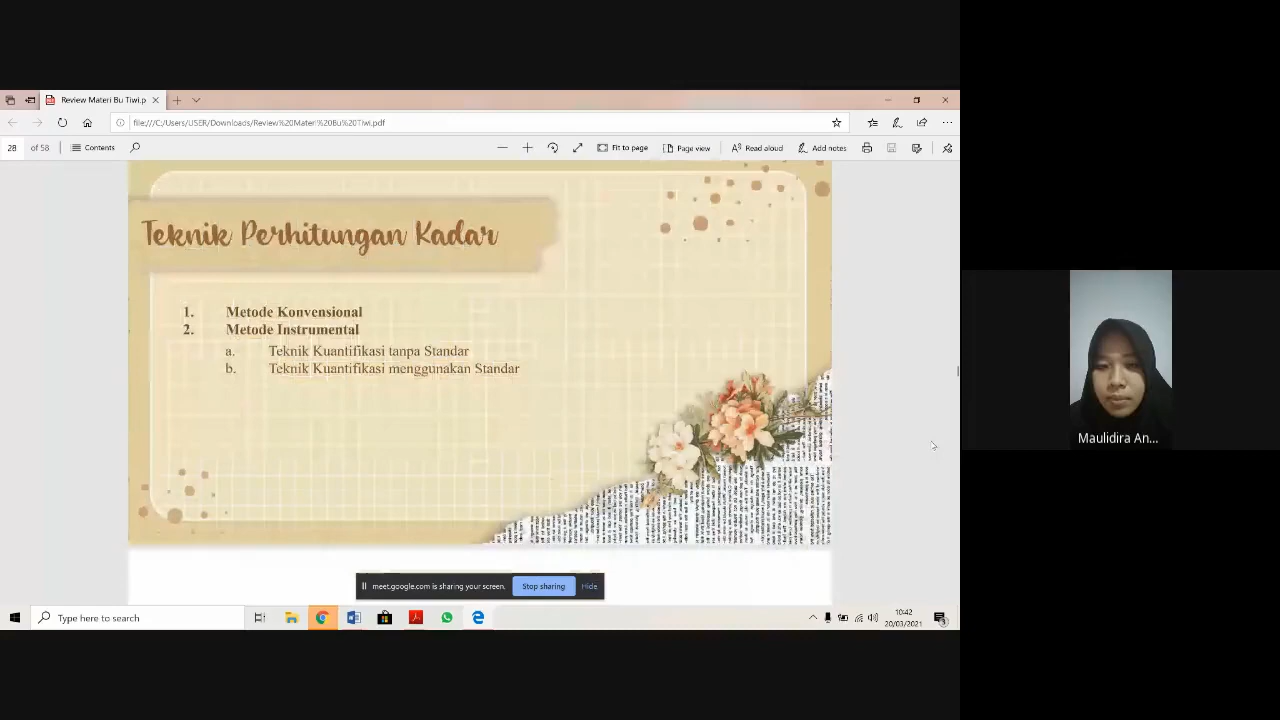 Review Materi Bu Tiwi.p
file:///C:/Users/USER/Downloads/Review%20Materi%20Bu%20Tiwi.pdf
28 of 58 Contents Fit to page Page view Read aloud Add notes
Teknik Perhitungan Kadar
1. Metode Konvensional
2. Metode Instrumental
a. Teknik Kuantifikasi tanpa Standar
b. Teknik Kuantifikasi menggunakan Standar
Maulidira An...
meet.google.com is sharing your screen. Stop sharing Hide
Type here to search
10:42
20/03/2021